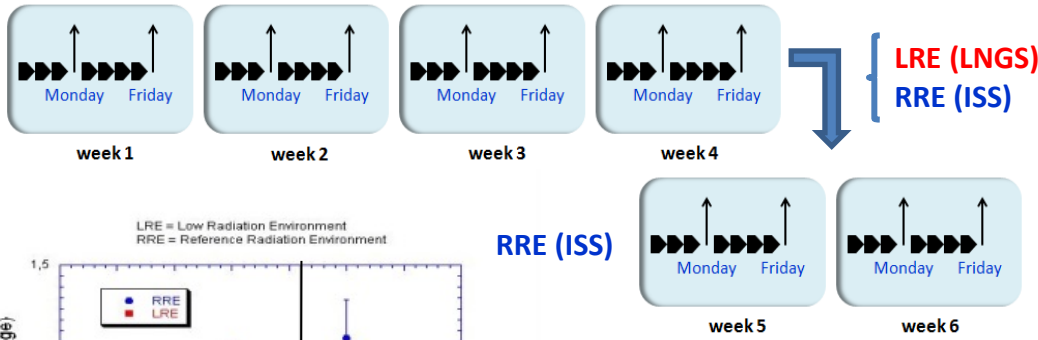 Monday Friday
Monday Friday
Monday Friday
Monday Friday
LRE (LNGS)
RRE (ISS)
week 1
week 2
week 3
week 4
LRE = Low Radiation Environment
RRE = Reference Radiation Environment
RRE (ISS)
Monday Friday
Monday Friday
1,5
RRE
LRE
week 5
week 6